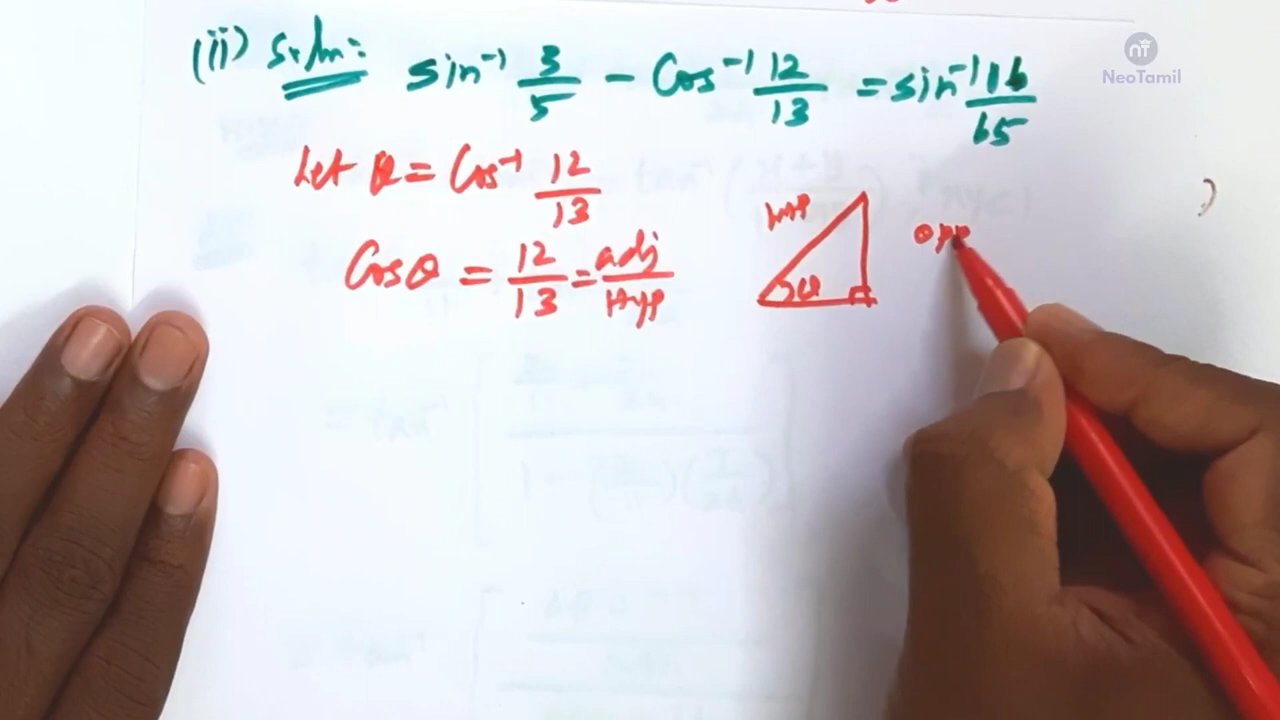 (ii) Soln: sin⁻¹ 3/5 - Cos⁻¹ 12/13 = sin⁻¹ 16/65
NeoTamil
Let θ = Cos⁻¹ 12/13
Cosθ = 12/13 = adj/Hyp
Hyp
opp
θ